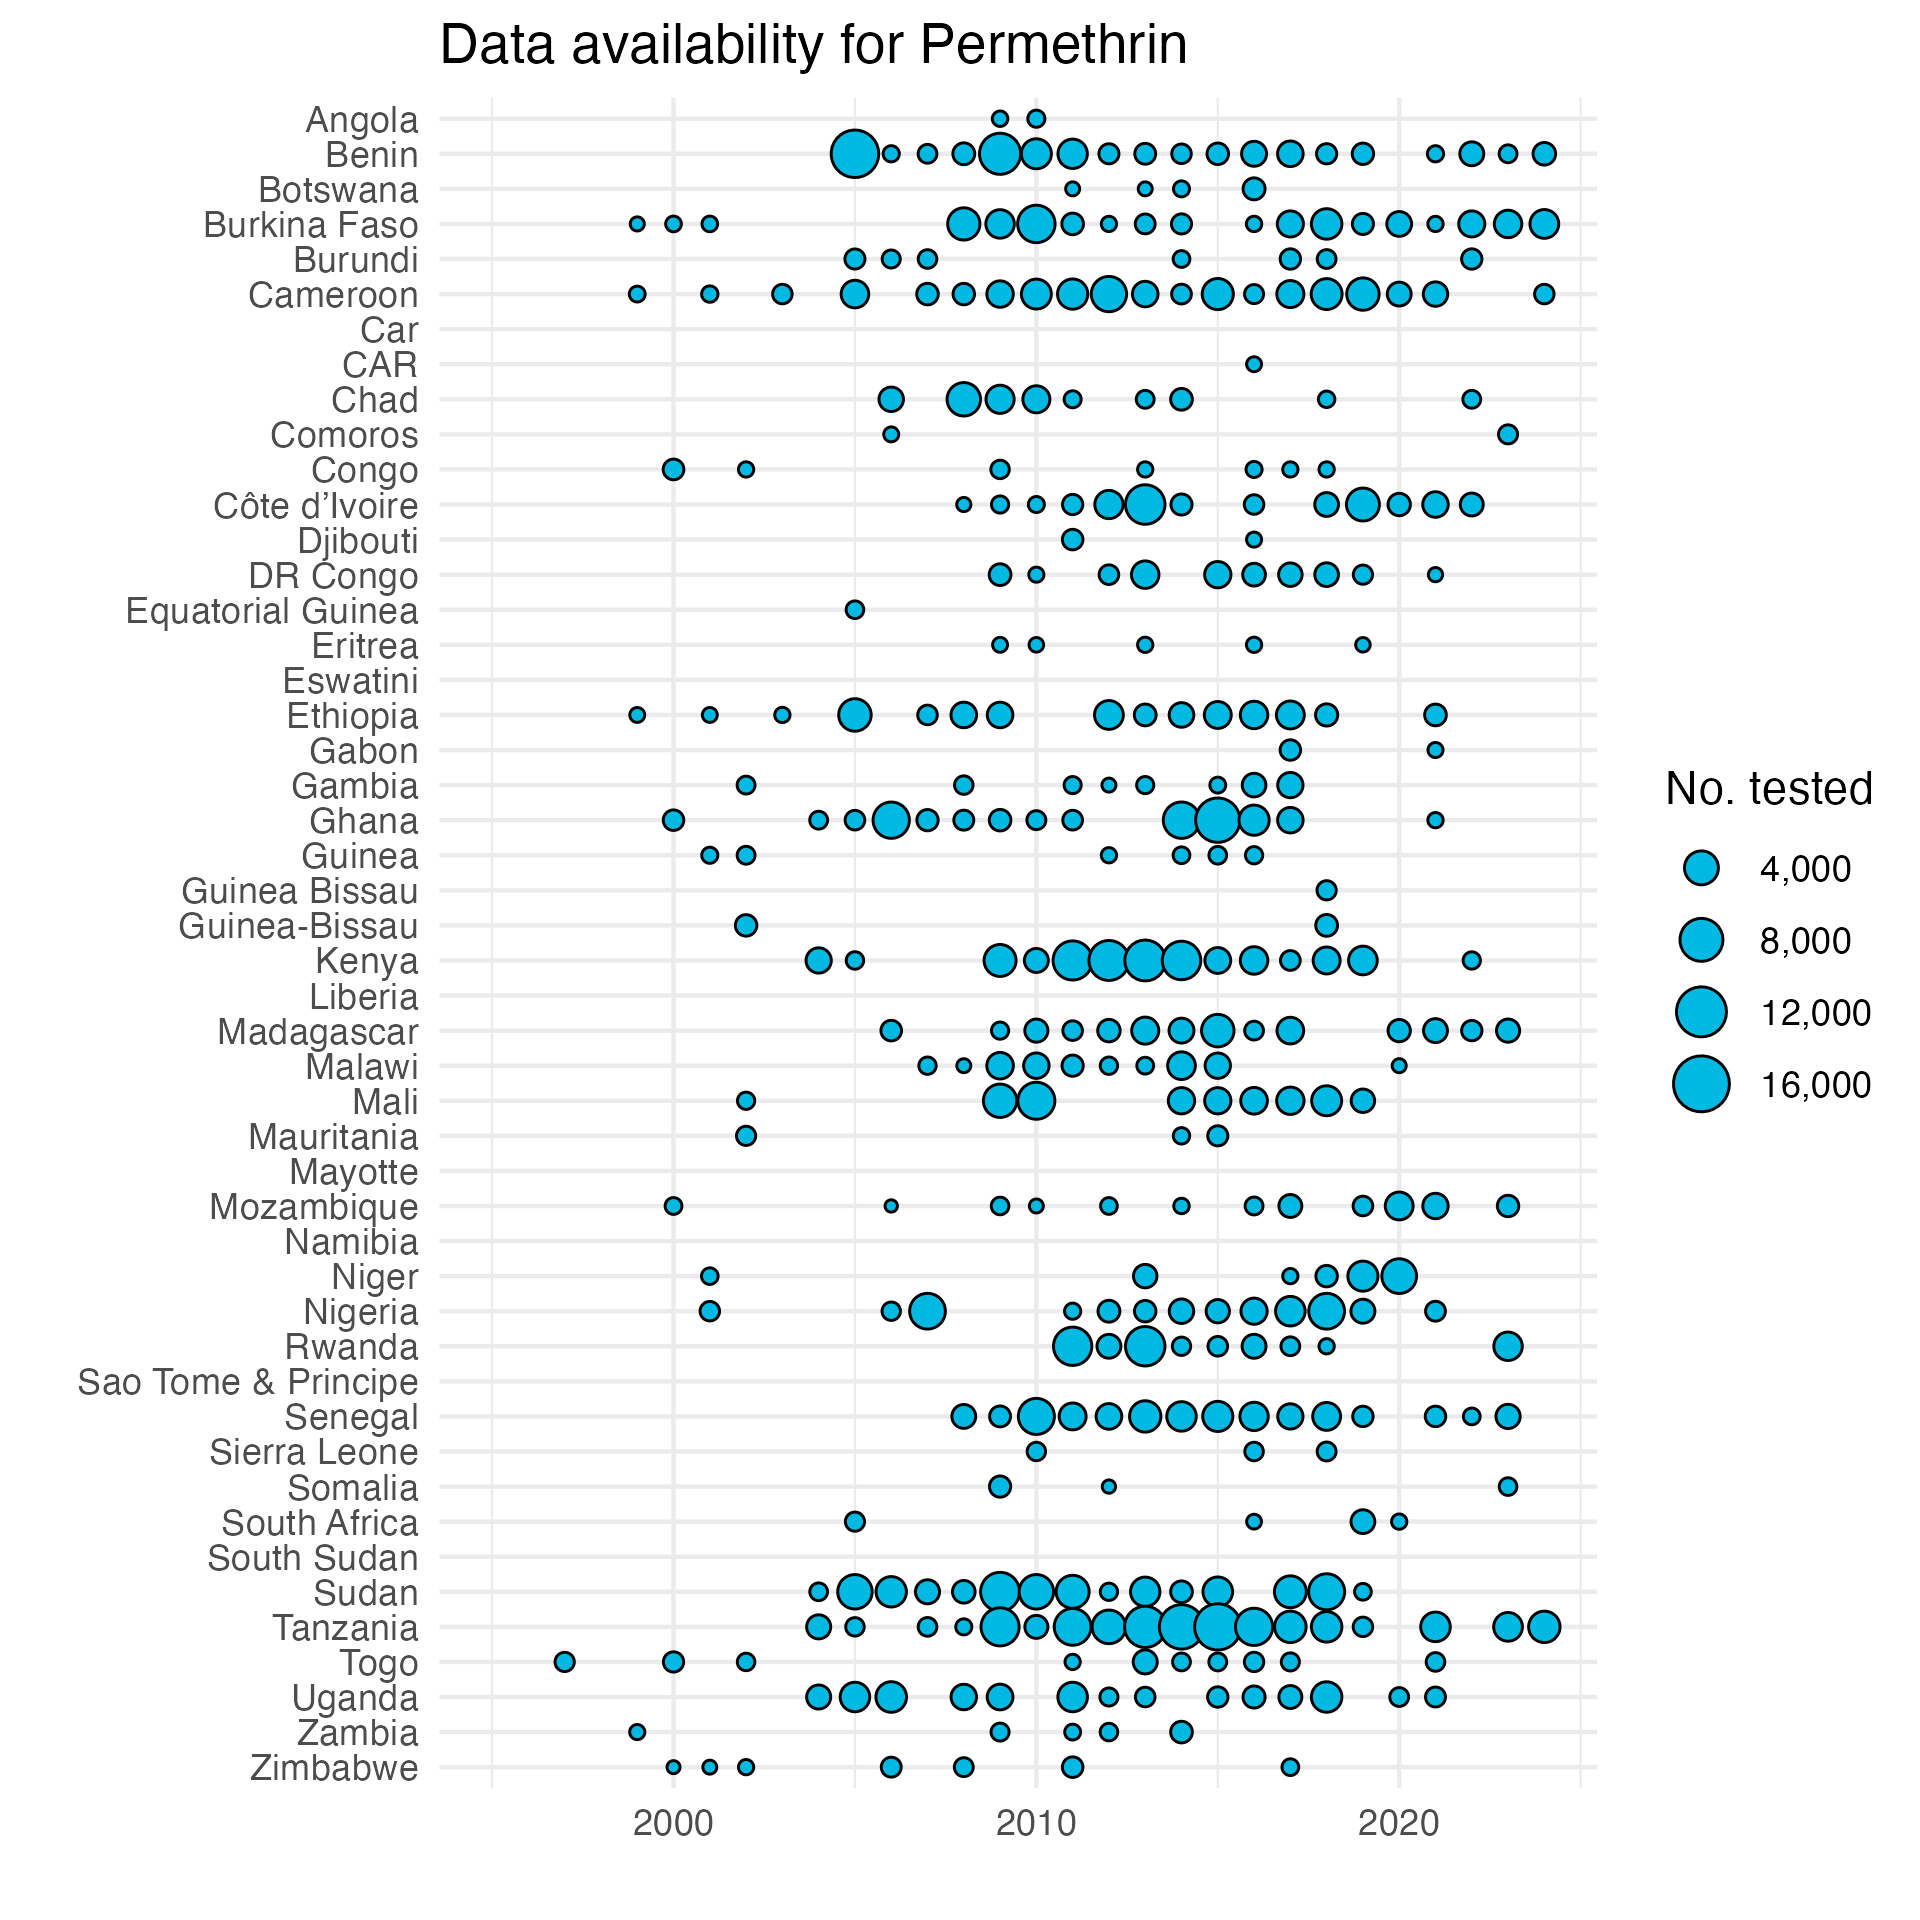 Data availability for Permethrin
Angola
Benin
Botswana
Burkina Faso
Burundi
Cameroon
Car
CAR
Chad
Comoros
Congo
Côte d’Ivoire
Djibouti
DR Congo
Equatorial Guinea
Eritrea
Eswatini
Ethiopia
Gabon
Gambia
Ghana
Guinea
Guinea Bissau
Guinea-Bissau
Kenya
Liberia
Madagascar
Malawi
Mali
Mauritania
Mayotte
Mozambique
Namibia
Niger
Nigeria
Rwanda
Sao Tome & Principe
Senegal
Sierra Leone
Somalia
South Africa
South Sudan
Sudan
Tanzania
Togo
Uganda
Zambia
Zimbabwe
2000
2010
2020
No. tested
4,000
8,000
12,000
16,000